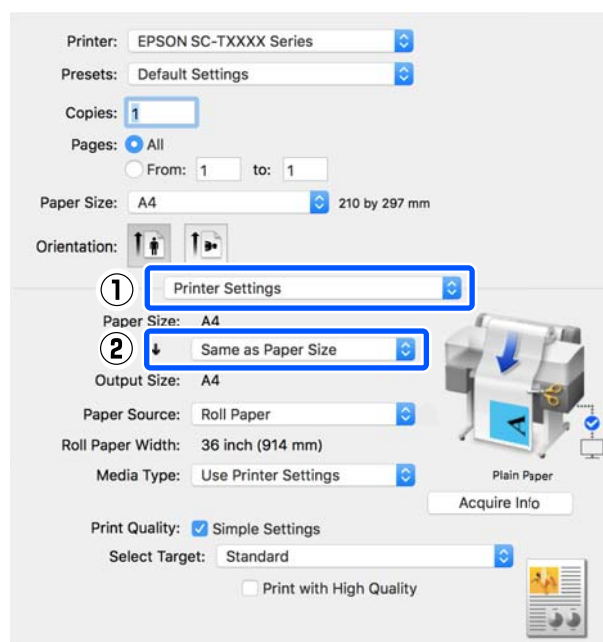 Printer: EPSON SC-TXXXX Series
Presets: Default Settings
Copies: 1
Pages: All
From: 1 to: 1
Paper Size: A4 210 by 297 mm
Orientation:
① Printer Settings
Paper Size: A4
② Same as Paper Size
Output Size: A4
Paper Source: Roll Paper
Roll Paper Width: 36 inch (914 mm)
Media Type: Use Printer Settings
Plain Paper
Acquire Info
Print Quality: Simple Settings
Select Target: Standard
Print with High Quality